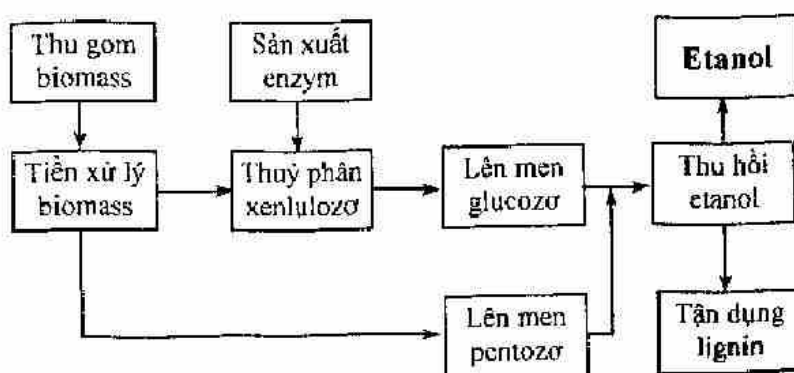 Thu gom
biomass
Sản xuất
enzym
Etanol
Tiền xử lý
biomass
Thuỷ phân
xenlulozơ
Lên men
glucozơ
Thu hồi
etanol
Lên men
pentozơ
Tận dụng
lignin